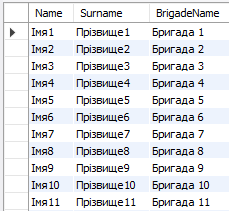 Name Surname BrigadeName
Імя1 Прізвище1 Бригада 1
Імя2 Прізвище2 Бригада 2
Імя3 Прізвище3 Бригада 3
Імя4 Прізвище4 Бригада 4
Імя5 Прізвище5 Бригада 5
Імя6 Прізвище6 Бригада 6
Імя7 Прізвище7 Бригада 7
Імя8 Прізвище8 Бригада 8
Імя9 Прізвище9 Бригада 9
Імя10 Прізвище10 Бригада 10
Імя11 Прізвище11 Бригада 11